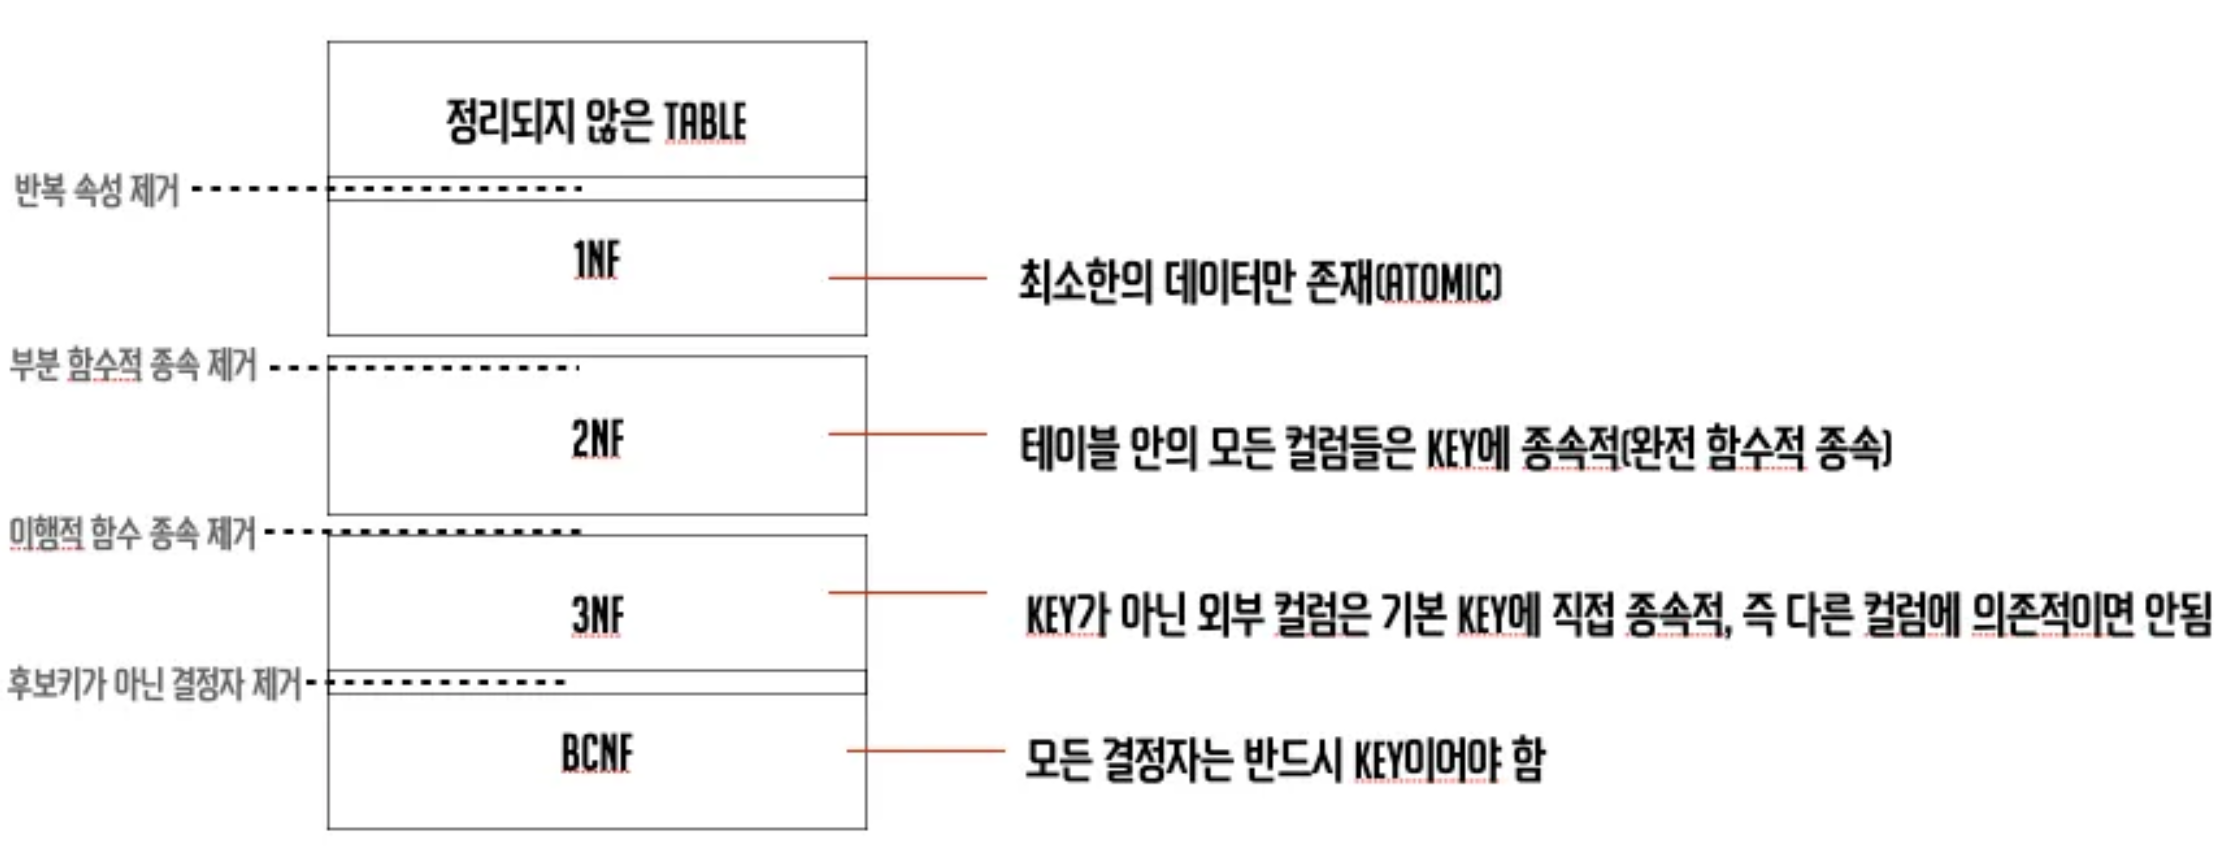 정리되지 않은 TABLE
반복 속성 제거
1NF
최소한의 데이터만 존재(ATOMIC)
부분 함수적 종속 제거
2NF
테이블 안의 모든 컬럼들은 KEY에 종속적(완전 함수적 종속)
이행적 함수 종속 제거
3NF
KEY가 아닌 외부 컬럼은 기본 KEY에 직접 종속적, 즉 다른 컬럼에 의존적이면 안됨
후보키가 아닌 결정자 제거
BCNF
모든 결정자는 반드시 KEY이어야 함